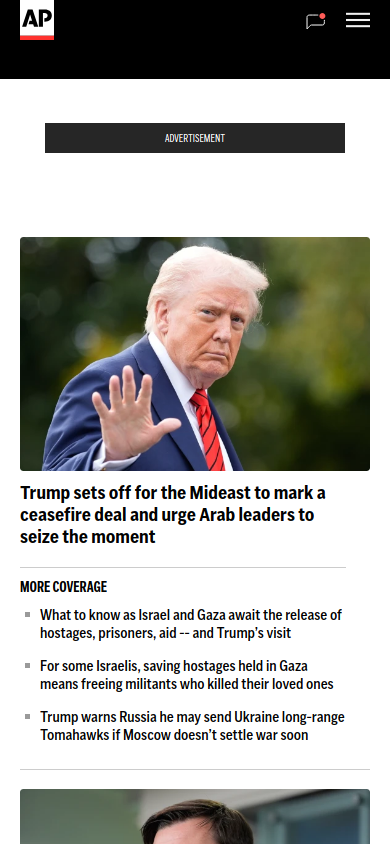 AP
ADVERTISEMENT
Trump sets off for the Mideast to mark a
ceasefire deal and urge Arab leaders to
seize the moment
MORE COVERAGE
What to know as Israel and Gaza await the release of
hostages, prisoners, aid -- and Trump's visit
For some Israelis, saving hostages held in Gaza
means freeing militants who killed their loved ones
Trump warns Russia he may send Ukraine long-range
Tomahawks if Moscow doesn't settle war soon